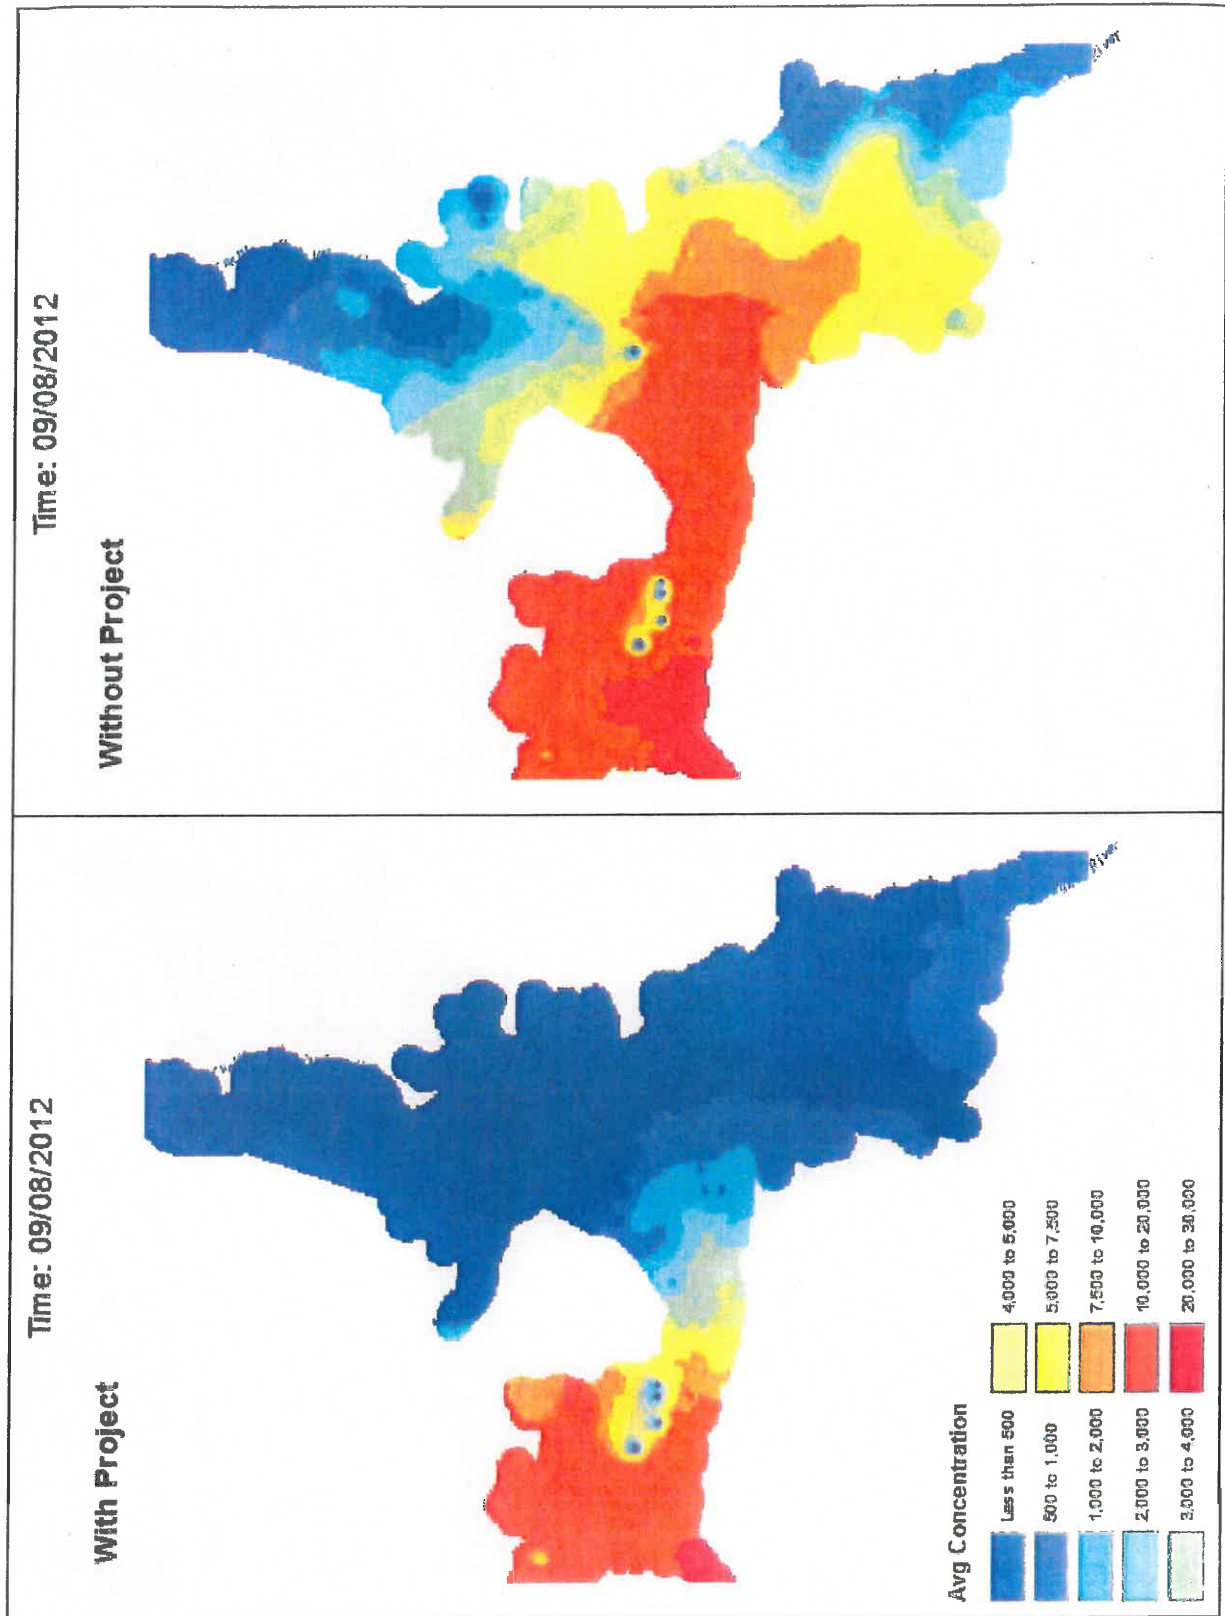 Time: 09/08/2012
With Project
River
Time: 09/08/2012
Without Project
River
Avg Concentration
Less than 500
500 to 1,000
1,000 to 2,000
2,000 to 3,000
3,000 to 4,000
4,000 to 5,000
5,000 to 7,500
7,500 to 10,000
10,000 to 20,000
20,000 to 30,000